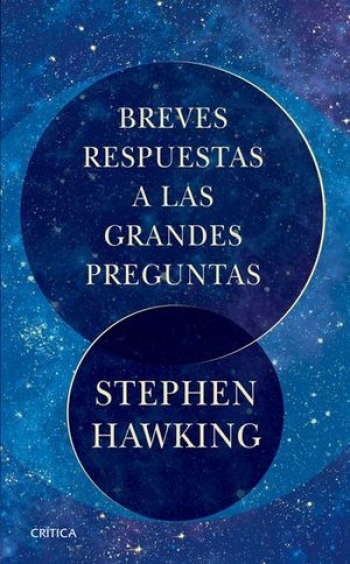 BREVES
RESPUESTAS
A LAS
GRANDES
PREGUNTAS
STEPHEN
HAWKING
CRÍTICA